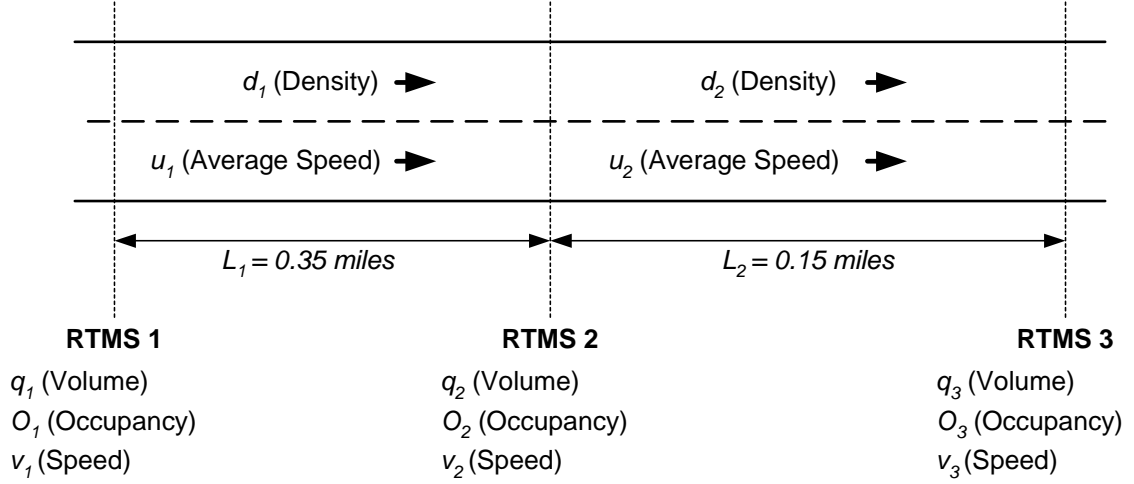 d1 (Density) d2 (Density)
u1 (Average Speed) u2 (Average Speed)
L1 = 0.35 miles L2 = 0.15 miles
RTMS 1 RTMS 2 RTMS 3
q1 (Volume) q2 (Volume) q3 (Volume)
O1 (Occupancy) O2 (Occupancy) O3 (Occupancy)
v1 (Speed) v2 (Speed) v3 (Speed)